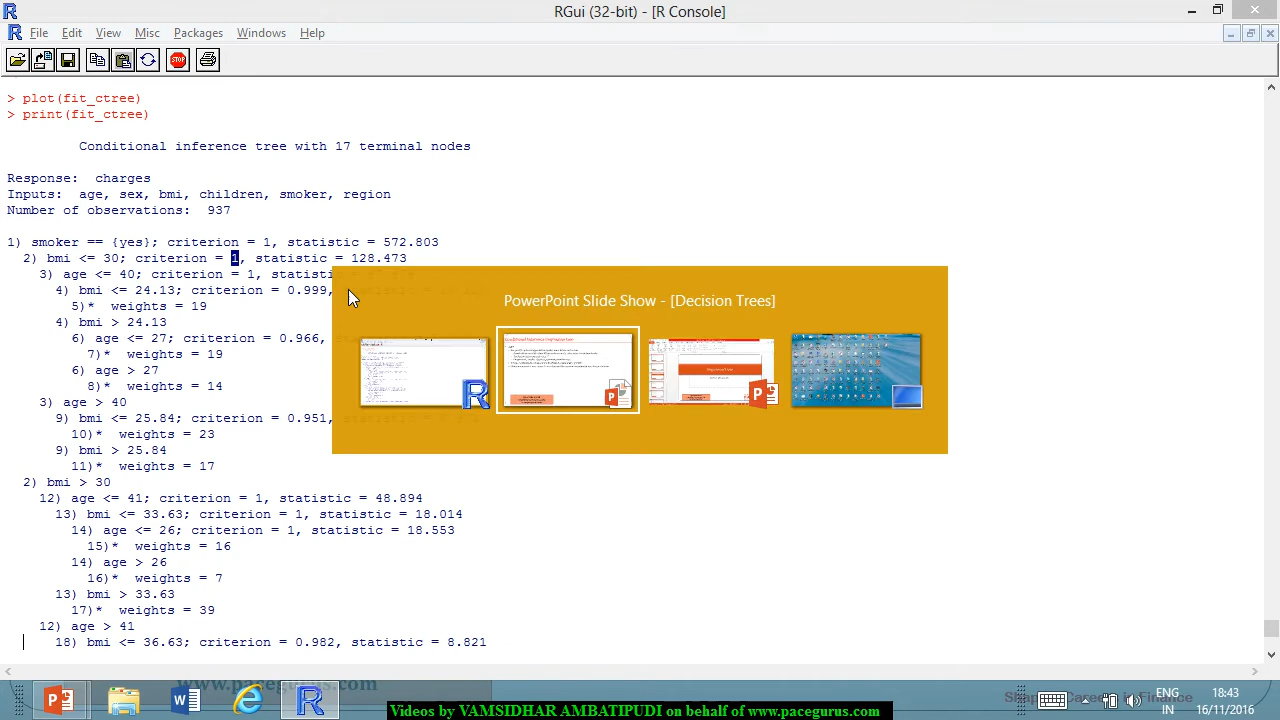 RGui (32-bit) - [R Console]
File Edit View Misc Packages Windows Help
STOP
> plot(fit_ctree)
> print(fit_ctree)
Conditional inference tree with 17 terminal nodes
Response: charges
Inputs: age, sex, bmi, children, smoker, region
Number of observations: 937
1) smoker == {yes}; criterion = 1, statistic = 572.803
2) bmi <= 30; criterion = 1, statistic = 128.473
3) age <= 40; criterion = 1, statisti
4) bmi <= 24.13; criterion = 0.999,
5)* weights = 19
4) bmi > 24.13
6) age <= 27; criterion = 0.966,
7)* weights = 19
6) age > 27
8)* weights = 14
3) age > 40
9) bmi <= 25.84; criterion = 0.951,
10)* weights = 23
9) bmi > 25.84
11)* weights = 17
2) bmi > 30
12) age <= 41; criterion = 1, statistic = 48.894
13) bmi <= 33.63; criterion = 1, statistic = 18.014
14) age <= 26; criterion = 1, statistic = 18.553
15)* weights = 16
14) age > 26
16)* weights = 7
13) bmi > 33.63
17)* weights = 39
12) age > 41
18) bmi <= 36.63; criterion = 0.982, statistic = 8.821
PowerPoint Slide Show - [Decision Trees]
www.pacegurus.com
ENG
IN
18:43
16/11/2016
Videos by VAMSIDHAR AMBATIPUDI on behalf of www.pacegurus.com